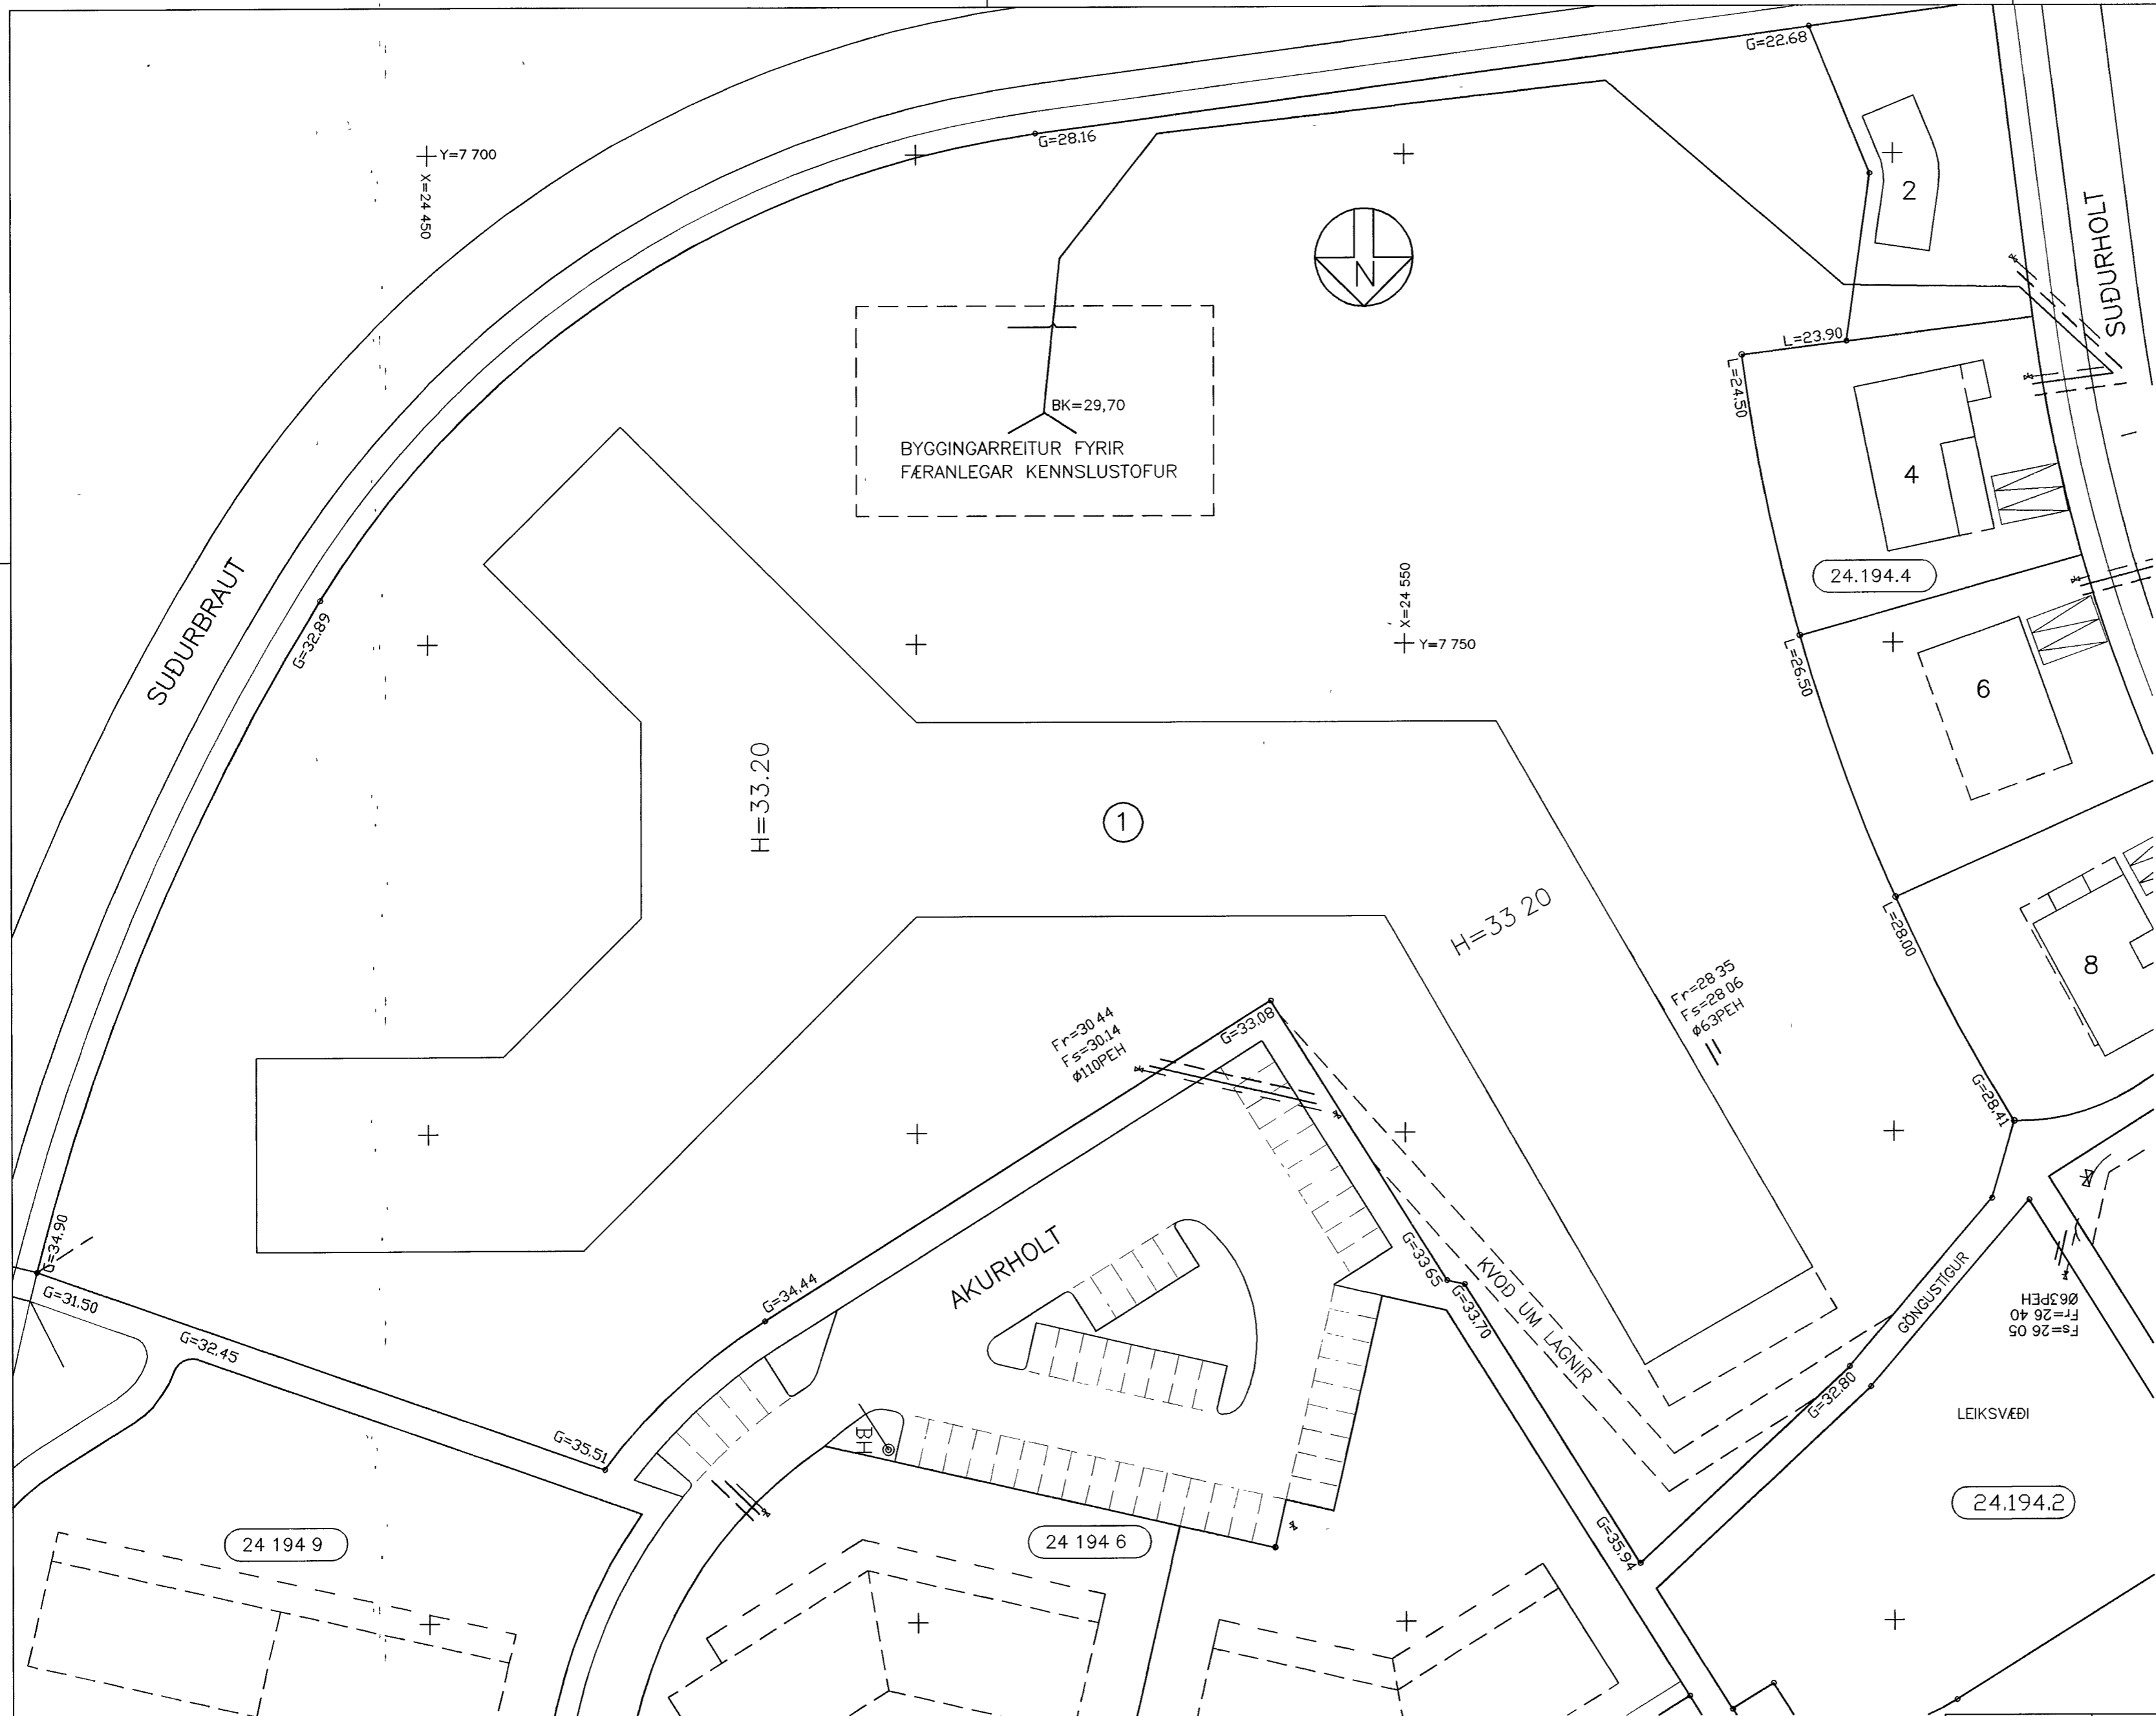 G=22.68
G=28.16
Y=7 700
X=24 450
2
SUÐURHOLT
N
L=23.90
L=24.50
BK=29,70
BYGGINGARREITUR FYRIR
FÆRANLEGAR KENNSLUSTOFUR
4
24.194.4
SUÐURBRAUT
G=32.89
X=24 550
Y=7 750
L=26.50
6
H=33.20
1
H=33 20
L=28.00
8
Fr=28 35
Fs=28 06
Ø63PEH
Fr=30 44
Fs=30.14
Ø110PEH
G=33.08
G=28,41
G=34.90
G=31.50
G=32.45
G=34.44
AKURHOLT
G=33.65
G=33.70
KVOÐ UM LAGNIR
GÖNGUSTÍGUR
Fs=26 05
Fr=26 40
Ø63PEH
G=32.80
LEIKSVÆÐI
G=35.51
BH
24.194.2
24 194 9
24 194 6
G=35.94